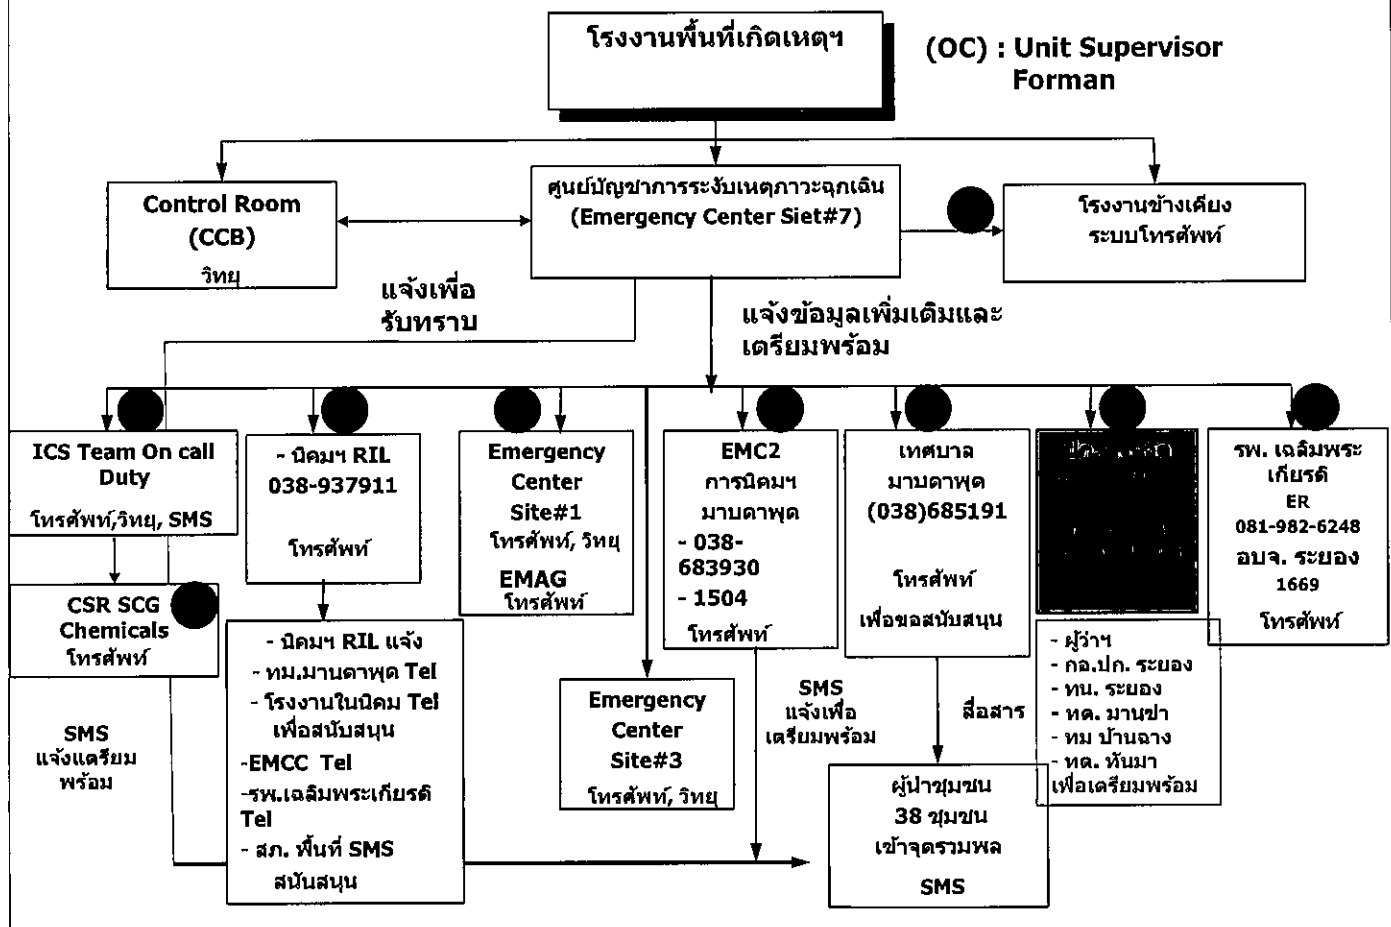 โรงงานพื้นที่เกิดเหตุฯ
(OC) : Unit Supervisor
Forman
Control Room
(CCB)
วิทยุ
ศูนย์บัญชาการระงับเหตุภาวะฉุกเฉิน
(Emergency Center Siet#7)
โรงงานข้างเคียง
ระบบโทรศัพท์
แจ้งเพื่อ
รับทราบ
แจ้งข้อมูลเพิ่มเติมและ
เตรียมพร้อม
ICS Team On call
Duty
โทรศัพท์,วิทยุ, SMS
CSR SCG
Chemicals
โทรศัพท์
SMS
แจ้งเตรียม
พร้อม
- นิคมฯ RIL
038-937911
โทรศัพท์
- นิคมฯ RIL แจ้ง
- ทม.มาบตาพุด Tel
- โรงงานในนิคม Tel
เพื่อสนับสนุน
-EMCC Tel
-รพ.เฉลิมพระเกียรติ
Tel
- สภ. พื้นที่ SMS
สนับสนุน
Emergency
Center
Site#1
โทรศัพท์, วิทยุ
EMAG
โทรศัพท์
Emergency
Center
Site#3
โทรศัพท์, วิทยุ
EMC2
การนิคมฯ
มาบตาพุด
- 038-
683930
- 1504
โทรศัพท์
SMS
แจ้งเพื่อ
เตรียมพร้อม
เทศบาล
มาบตาพุด
(038)685191
โทรศัพท์
เพื่อขอสนับสนุน
สื่อสาร
ผู้นำชุมชน
38 ชุมชน
เข้าจุดรวมพล
SMS
- ผู้ว่าฯ
- กอ.ปภ. ระยอง
- ทน. ระยอง
- ทต. มาบข่า
- ทม บ้านฉาง
- ทต. ทับมา
เพื่อเตรียมพร้อม
รพ. เฉลิมพระ
เกียรติ
ER
081-982-6248
อบจ. ระยอง
1669
โทรศัพท์